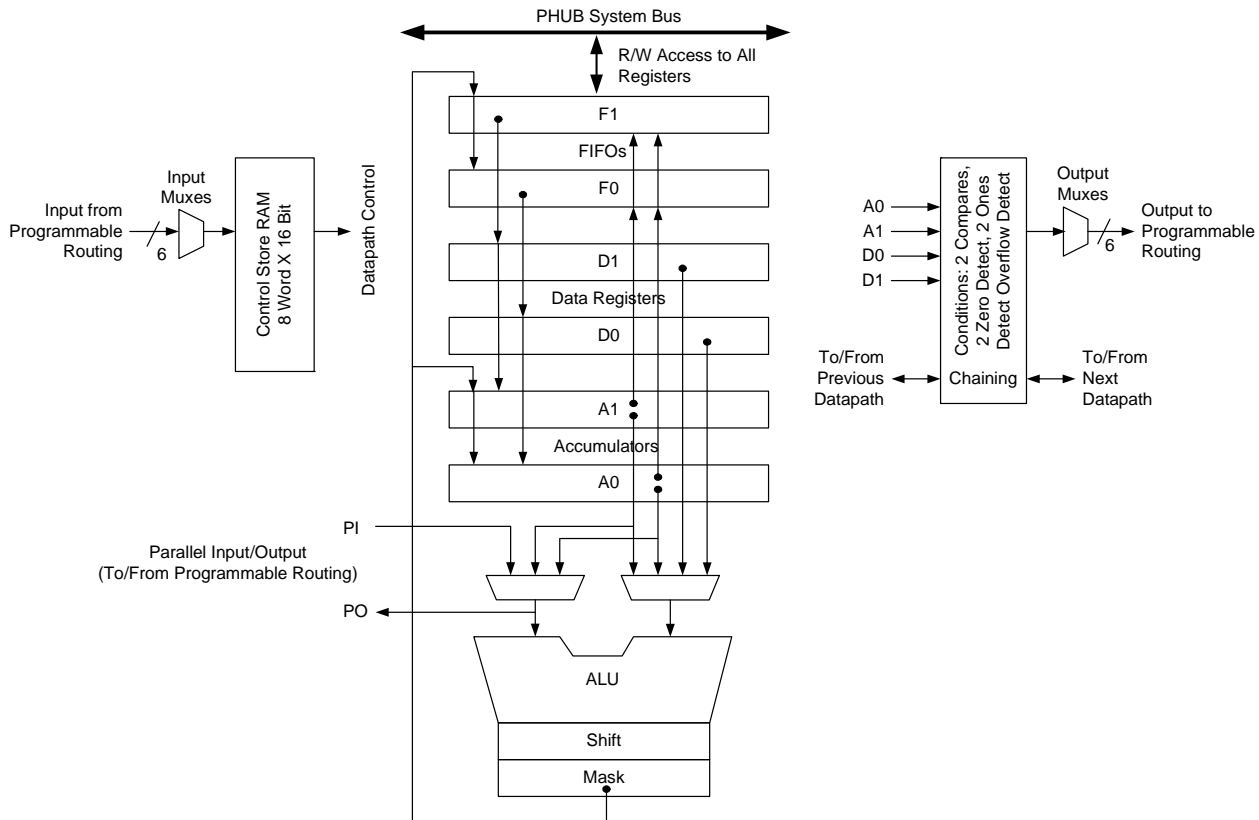 PHUB System Bus
R/W Access to All
Registers
F1
FIFOs
F0
D1
Data Registers
D0
A1
Accumulators
A0
Input from
Programmable
Routing
6
Input
Muxes
Control Store RAM
8 Word X 16 Bit
Datapath Control
A0
A1
D0
D1
Conditions: 2 Compares,
2 Zero Detect, 2 Ones
Detect Overflow Detect
Chaining
Output
Muxes
6
Output to
Programmable
Routing
To/From
Previous
Datapath
To/From
Next
Datapath
PI
Parallel Input/Output
(To/From Programmable Routing)
PO
ALU
Shift
Mask